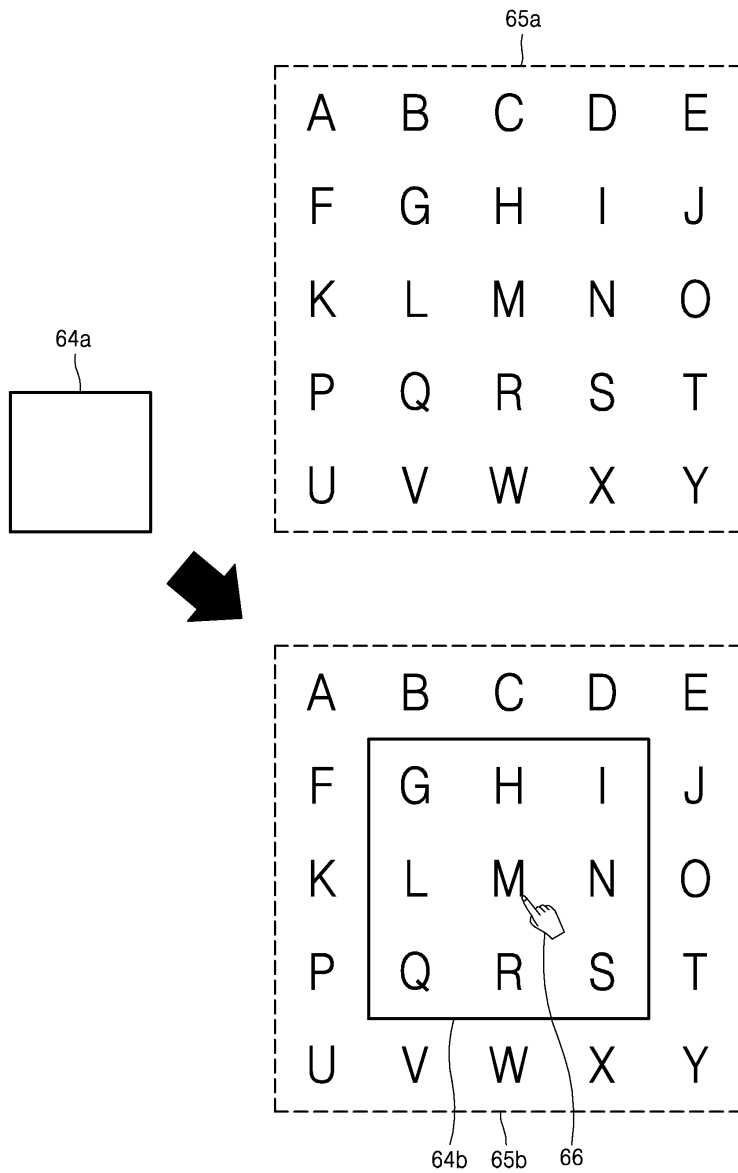 65a
A B C D E
F G H I J
K L M N O
64a
P Q R S T
U V W X Y
A B C D E
F G H I J
K L M N O
P Q R S T
U V W X Y
64b 65b 66